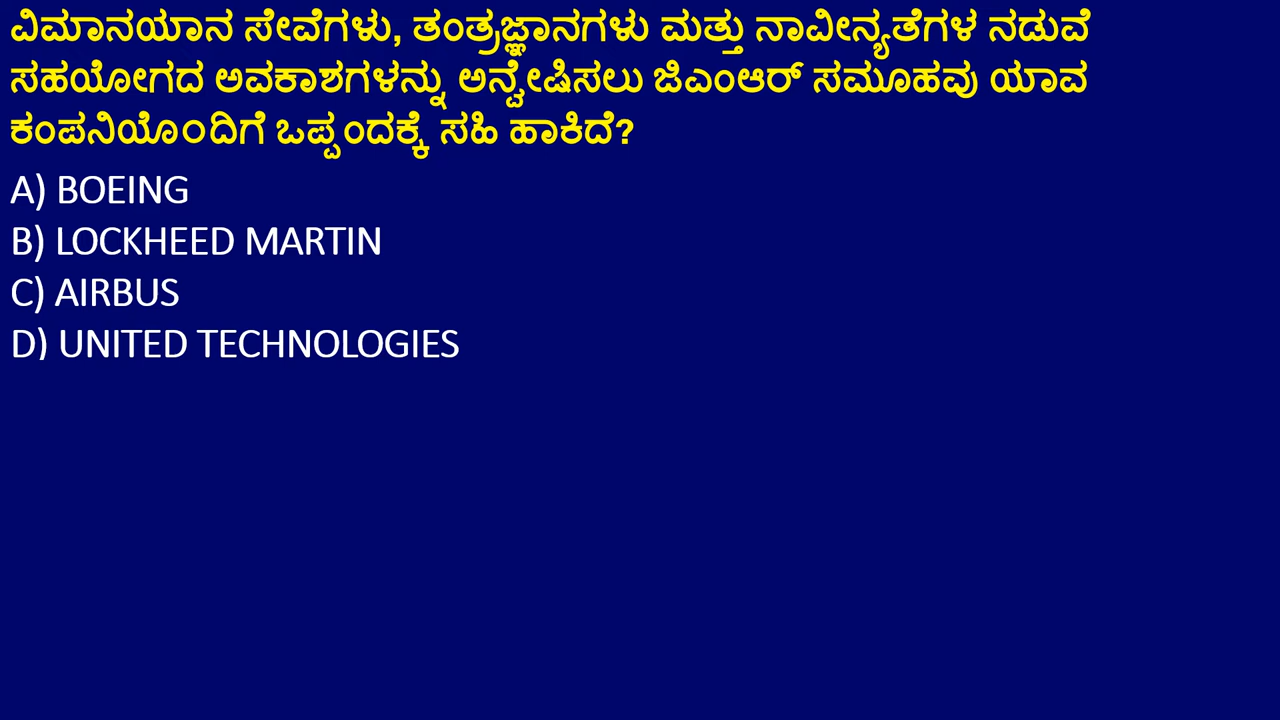 ವಿಮಾನಯಾನ ಸೇವೆಗಳು, ತಂತ್ರಜ್ಞಾನಗಳು ಮತ್ತು ನಾವೀನ್ಯತೆಗಳ ನಡುವೆ
ಸಹಯೋಗದ ಅವಕಾಶಗಳನ್ನು ಅನ್ವೇಷಿಸಲು ಜಿಎಂಆರ್ ಸಮೂಹವು ಯಾವ
ಕಂಪನಿಯೊಂದಿಗೆ ಒಪ್ಪಂದಕ್ಕೆ ಸಹಿ ಹಾಕಿದೆ?
A) BOEING
B) LOCKHEED MARTIN
C) AIRBUS
D) UNITED TECHNOLOGIES